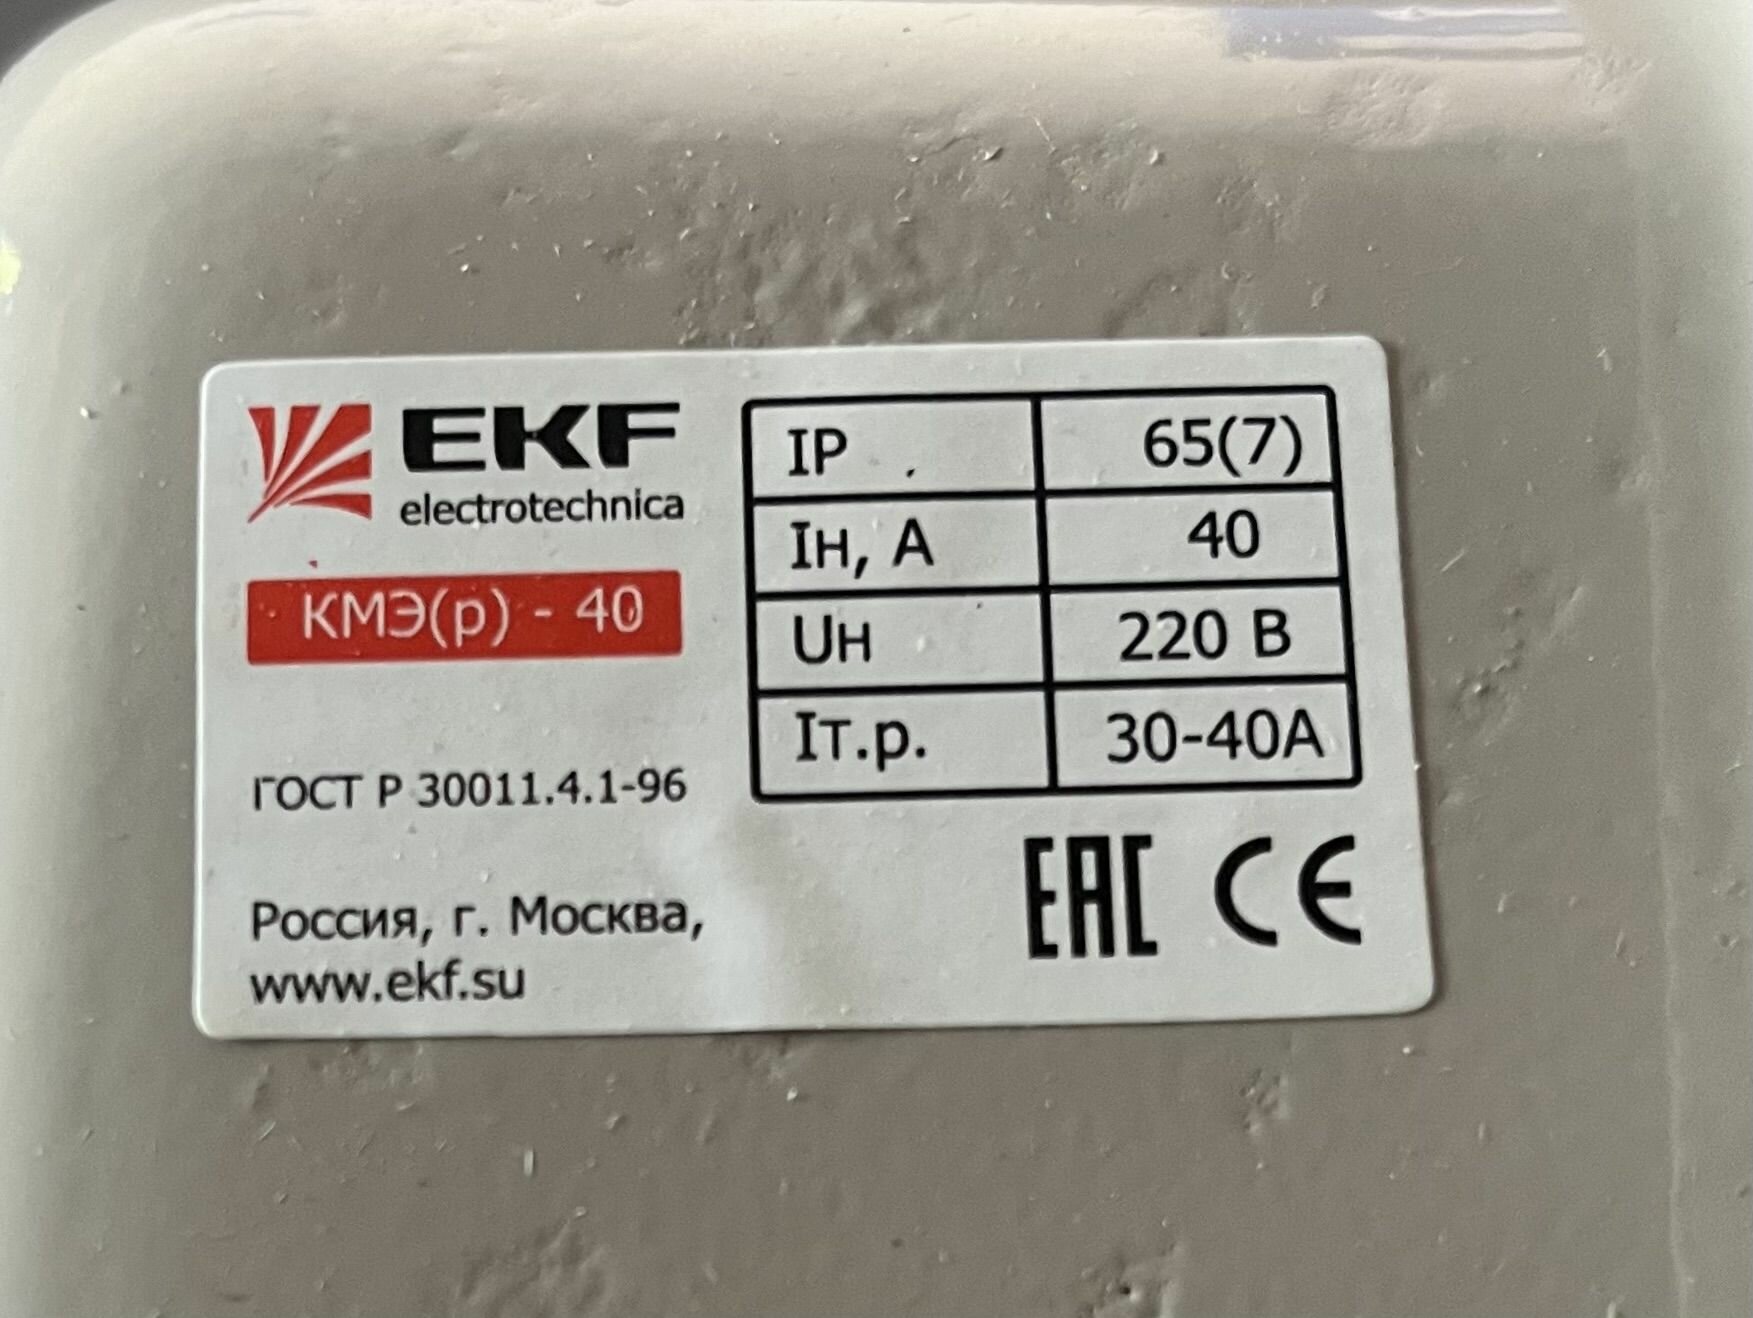 EKF
electrotechnica
КМЭ(р) - 40
ГОСТ Р 30011.4.1-96
Россия, г. Москва,
www.ekf.su
IP 65(7)
Iн, А 40
Uн 220 В
Iт.р. 30-40А
EAC CE